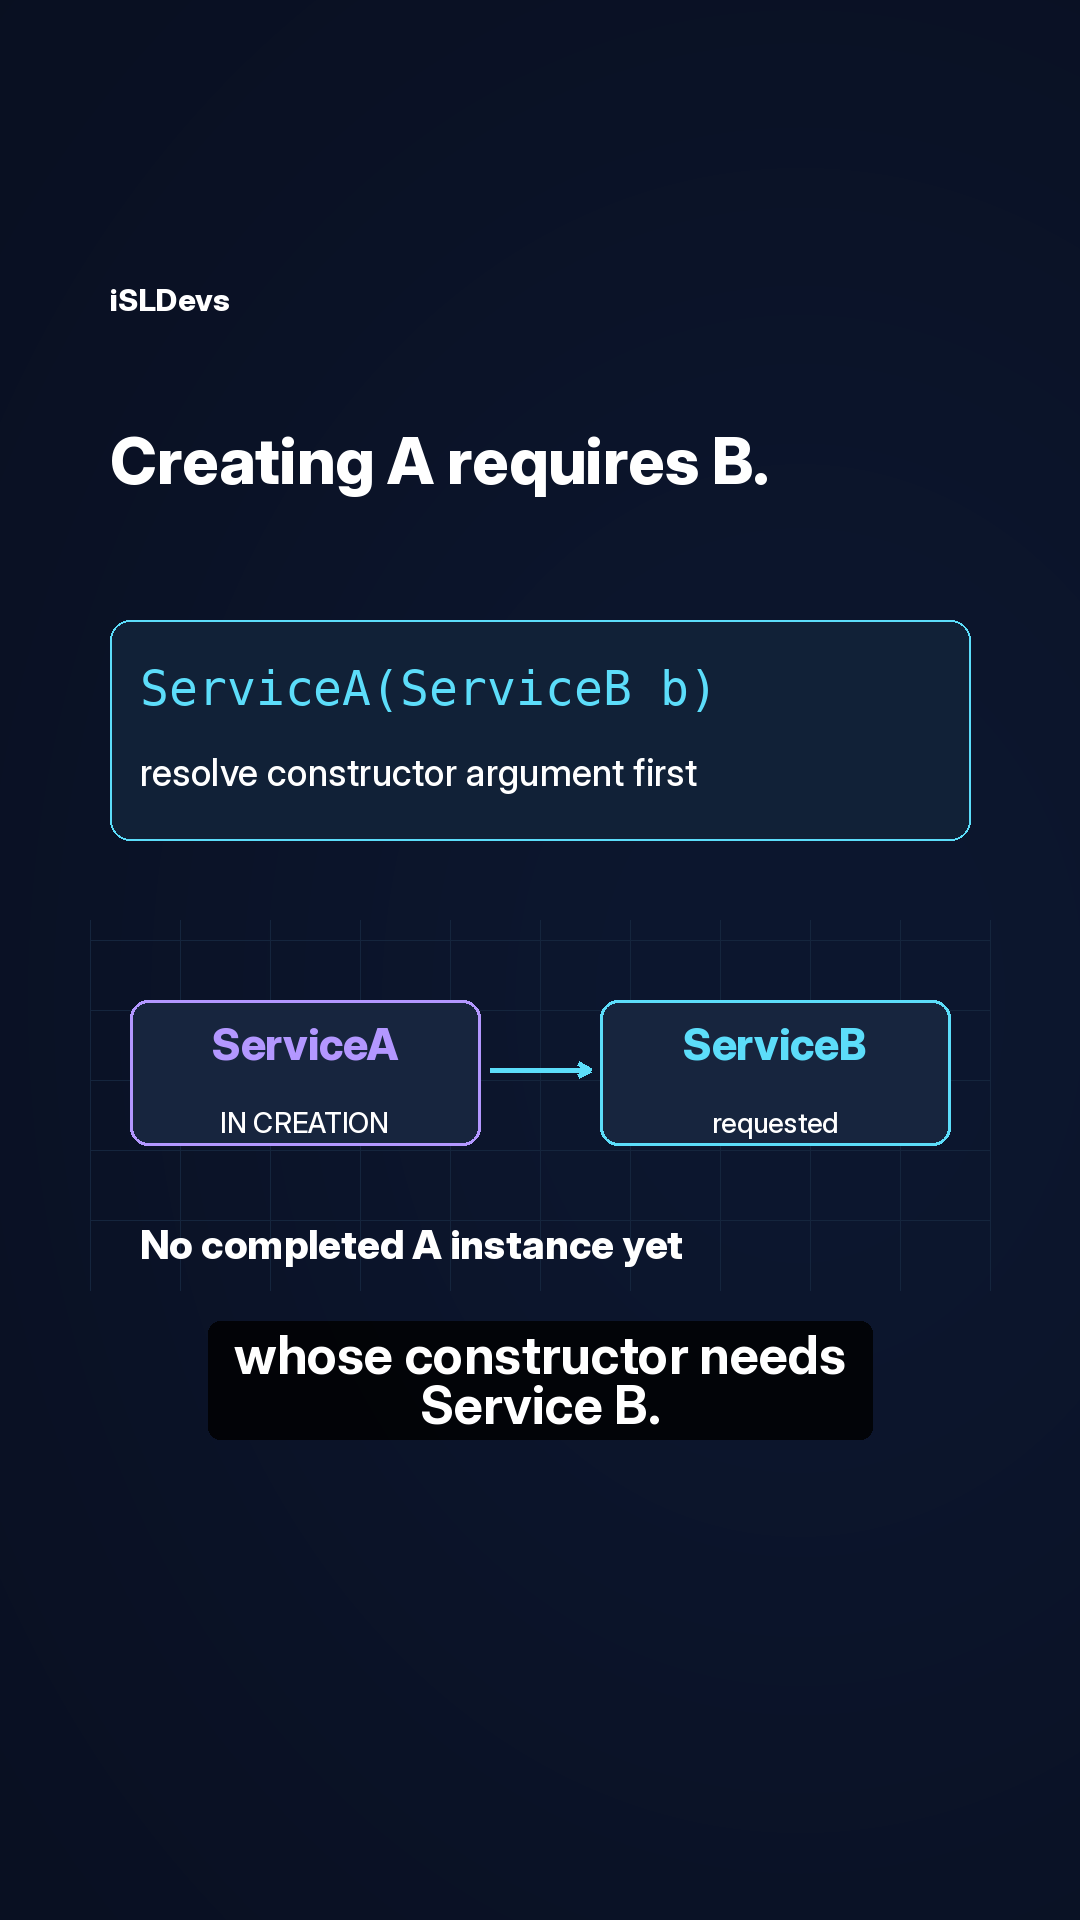 iSLDevs
Creating A requires B.
ServiceA(ServiceB b)
resolve constructor argument first
ServiceA
IN CREATION
ServiceB
requested
No completed A instance yet
whose constructor needs
Service B.